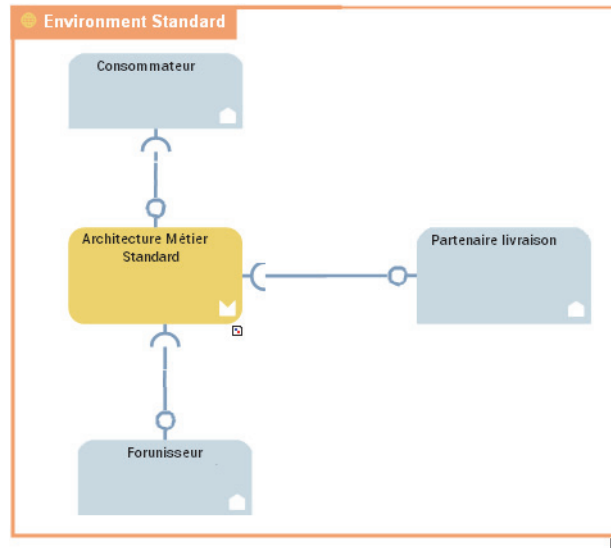 Environment Standard
Consommateur
Architecture Métier
Standard
Partenaire livraison
Forunisseur